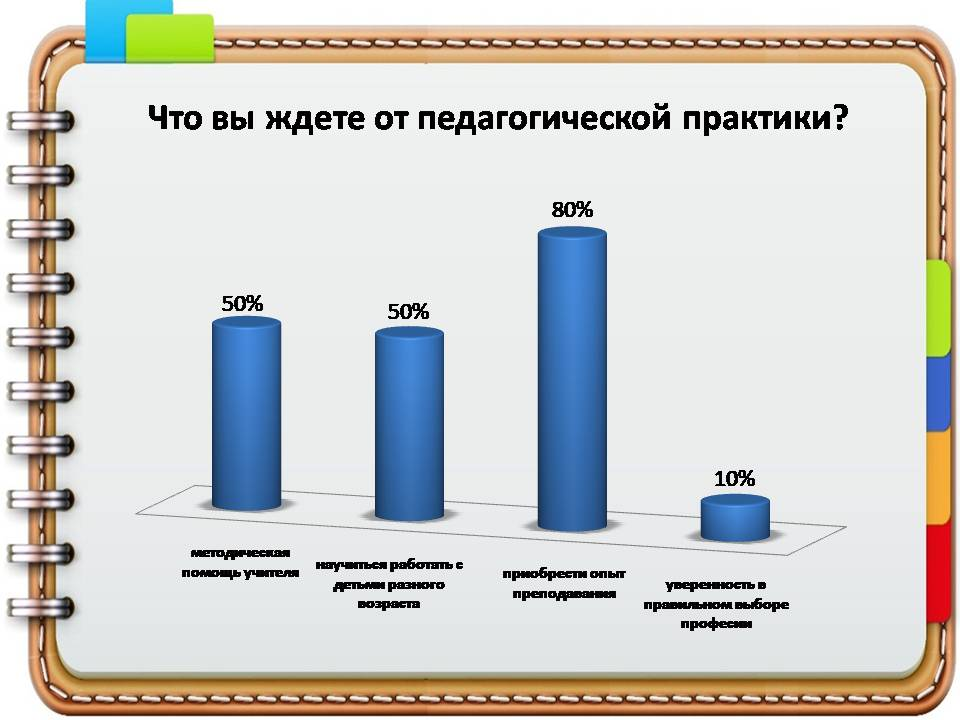 Что вы ждете от педагогической практики?
80%
50%
50%
10%
методическая
помощь учителя
научиться работать с
детьми разного
возраста
приобрести опыт
преподавания
уверенность в
правильном выборе
професии